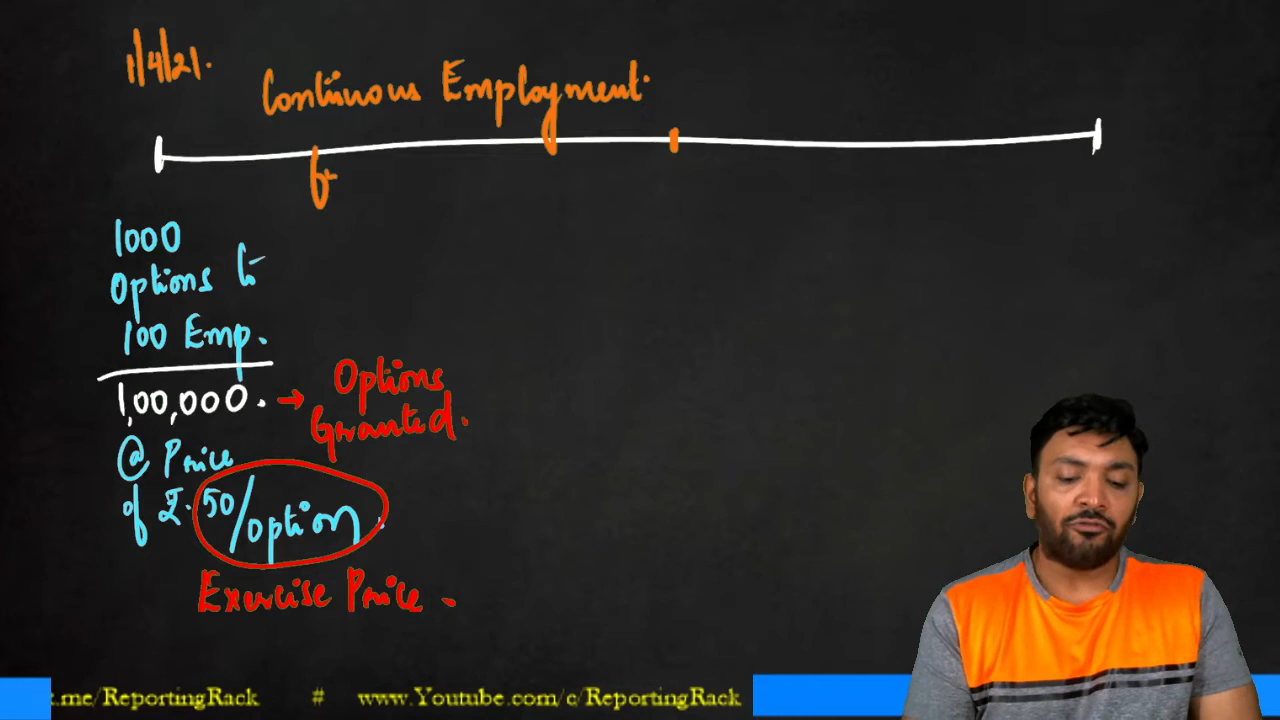 1/4/21.
Continuous Employment.
1000
Options to
100 Emp.
1,00,000. → Options
Granted.
@ Price
of ₹. 50/option.
Exercise Price.
t.me/ReportingRack # www.Youtube.com/c/ReportingRack